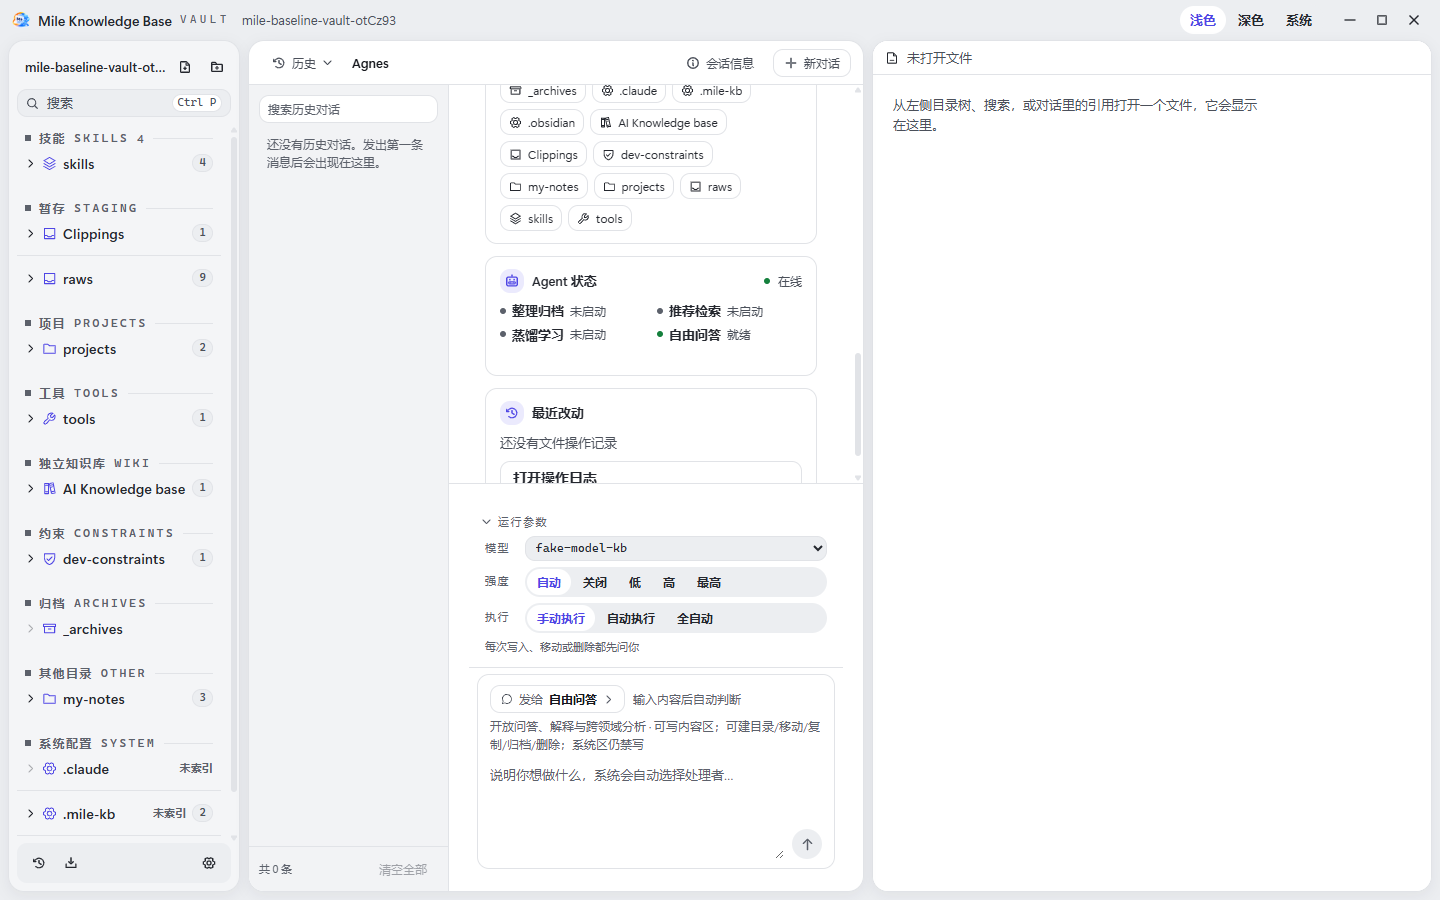 Mile Knowledge Base VAULT mile-baseline-vault-otCz93 浅色 深色 系统
mile-baseline-vault-ot...
搜索 Ctrl P
技能 SKILLS 4
skills 4
暂存 STAGING
Clippings 1
raws 9
项目 PROJECTS
projects 2
工具 TOOLS
tools 1
独立知识库 WIKI
AI Knowledge base 1
约束 CONSTRAINTS
dev-constraints 1
归档 ARCHIVES
_archives
其他目录 OTHER
my-notes 3
系统配置 SYSTEM
.claude 未索引
.mile-kb 未索引 2
历史 Agnes 会话信息 新对话
搜索历史对话
还没有历史对话。发出第一条
消息后会出现在这里。
共 0 条 清空全部
_archives .claude .mile-kb
.obsidian AI Knowledge base
Clippings dev-constraints
my-notes projects raws
skills tools
Agent 状态 在线
整理归档 未启动 推荐检索 未启动
蒸馏学习 未启动 自由问答 就绪
最近改动
还没有文件操作记录
打开操作日志
运行参数
模型 fake-model-kb
强度 自动 关闭 低 高 最高
执行 手动执行 自动执行 全自动
每次写入、移动或删除都先问你
发给 自由问答 输入内容后自动判断
开放问答、解释与跨领域分析 · 可写内容区；可建目录/移动/复
制/归档/删除；系统区仍禁写
说明你想做什么，系统会自动选择处理者...
未打开文件
从左侧目录树、搜索，或对话里的引用打开一个文件，它会显示
在这里。